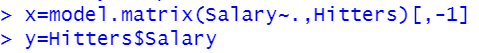 > x=model.matrix(Salary~.,Hitters)[,-1]
> y=Hitters$Salary